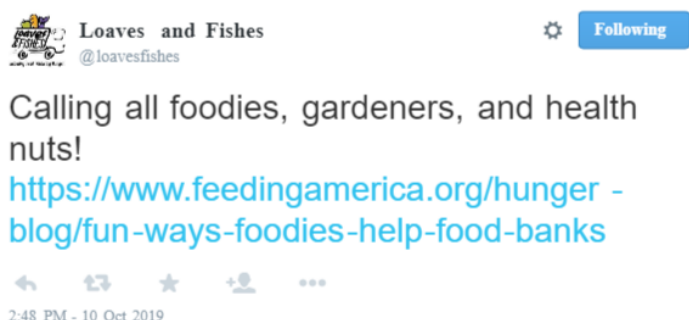 Loaves and Fishes
Following
@loavesfishes
Calling all foodies, gardeners, and health
nuts!
https://www.feedingamerica.org/hunger -
blog/fun-ways-foodies-help-food-banks
2:48 PM - 10 Oct 2019